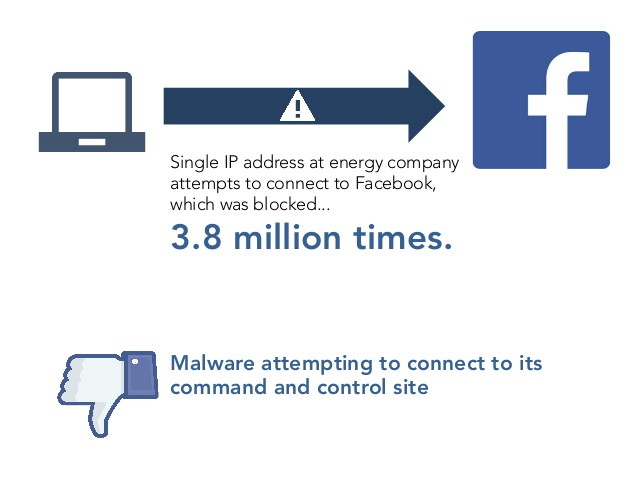 Single IP address at energy company
attempts to connect to Facebook,
which was blocked...
3.8 million times.
Malware attempting to connect to its
command and control site